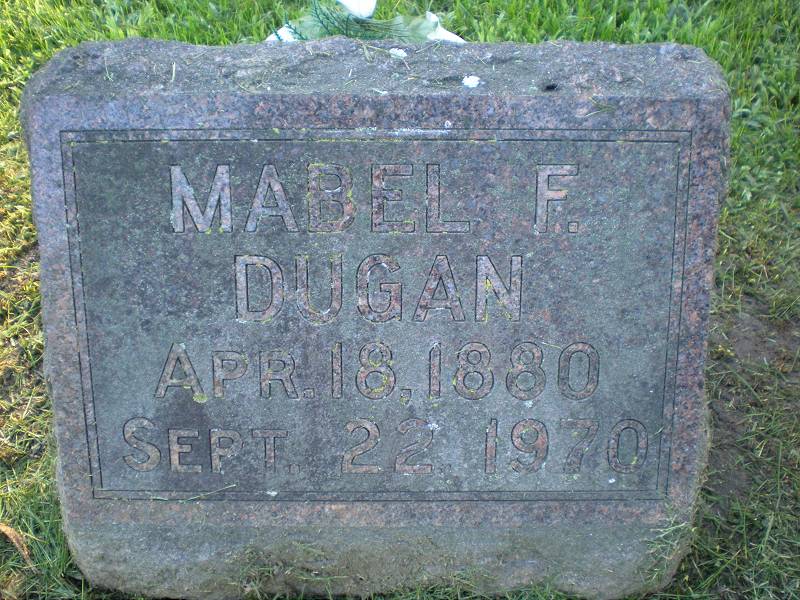 MABEL F.
DUGAN
APR. 18, 1880
SEPT. 22. 1970